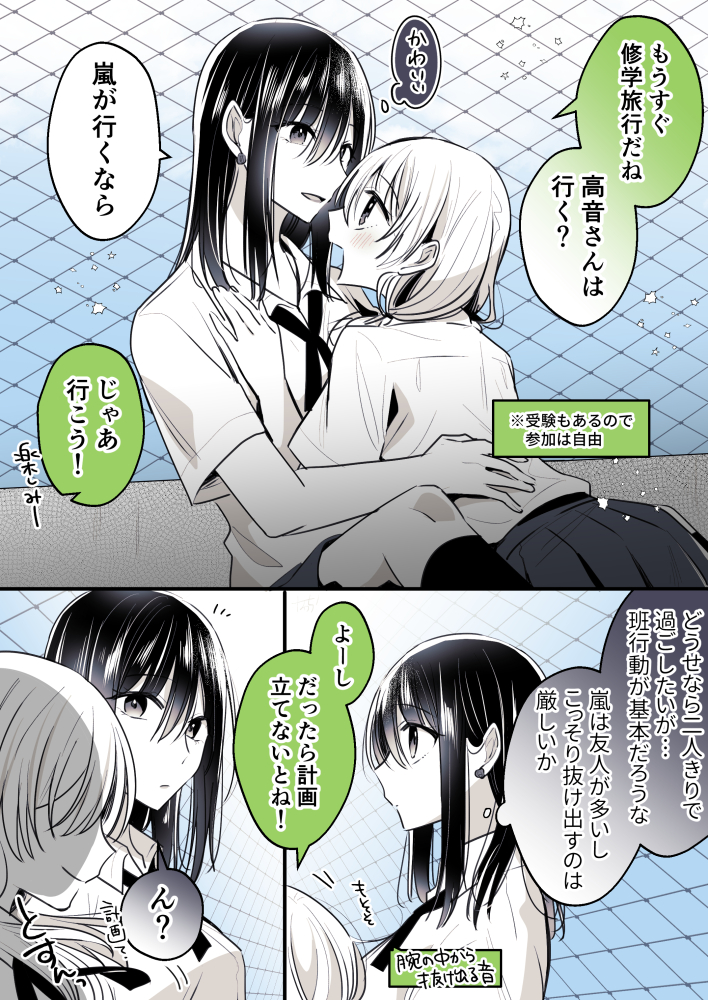 もうすぐ
修学旅行だね
高音さんは
行く?
かわいい
嵐が行くなら
※受験もあるので
参加は自由
じゃあ
行こう!
楽しみー
どうせなら二人きりで
過ごしたいが…
班行動が基本だろうな
嵐は友人が多いし
こっそり抜け出すのは
厳しいか
よーし
だったら計画
立てないとね!
そそそ
腕の中から
抜け出る音
ん?
計画て…
とすんっ